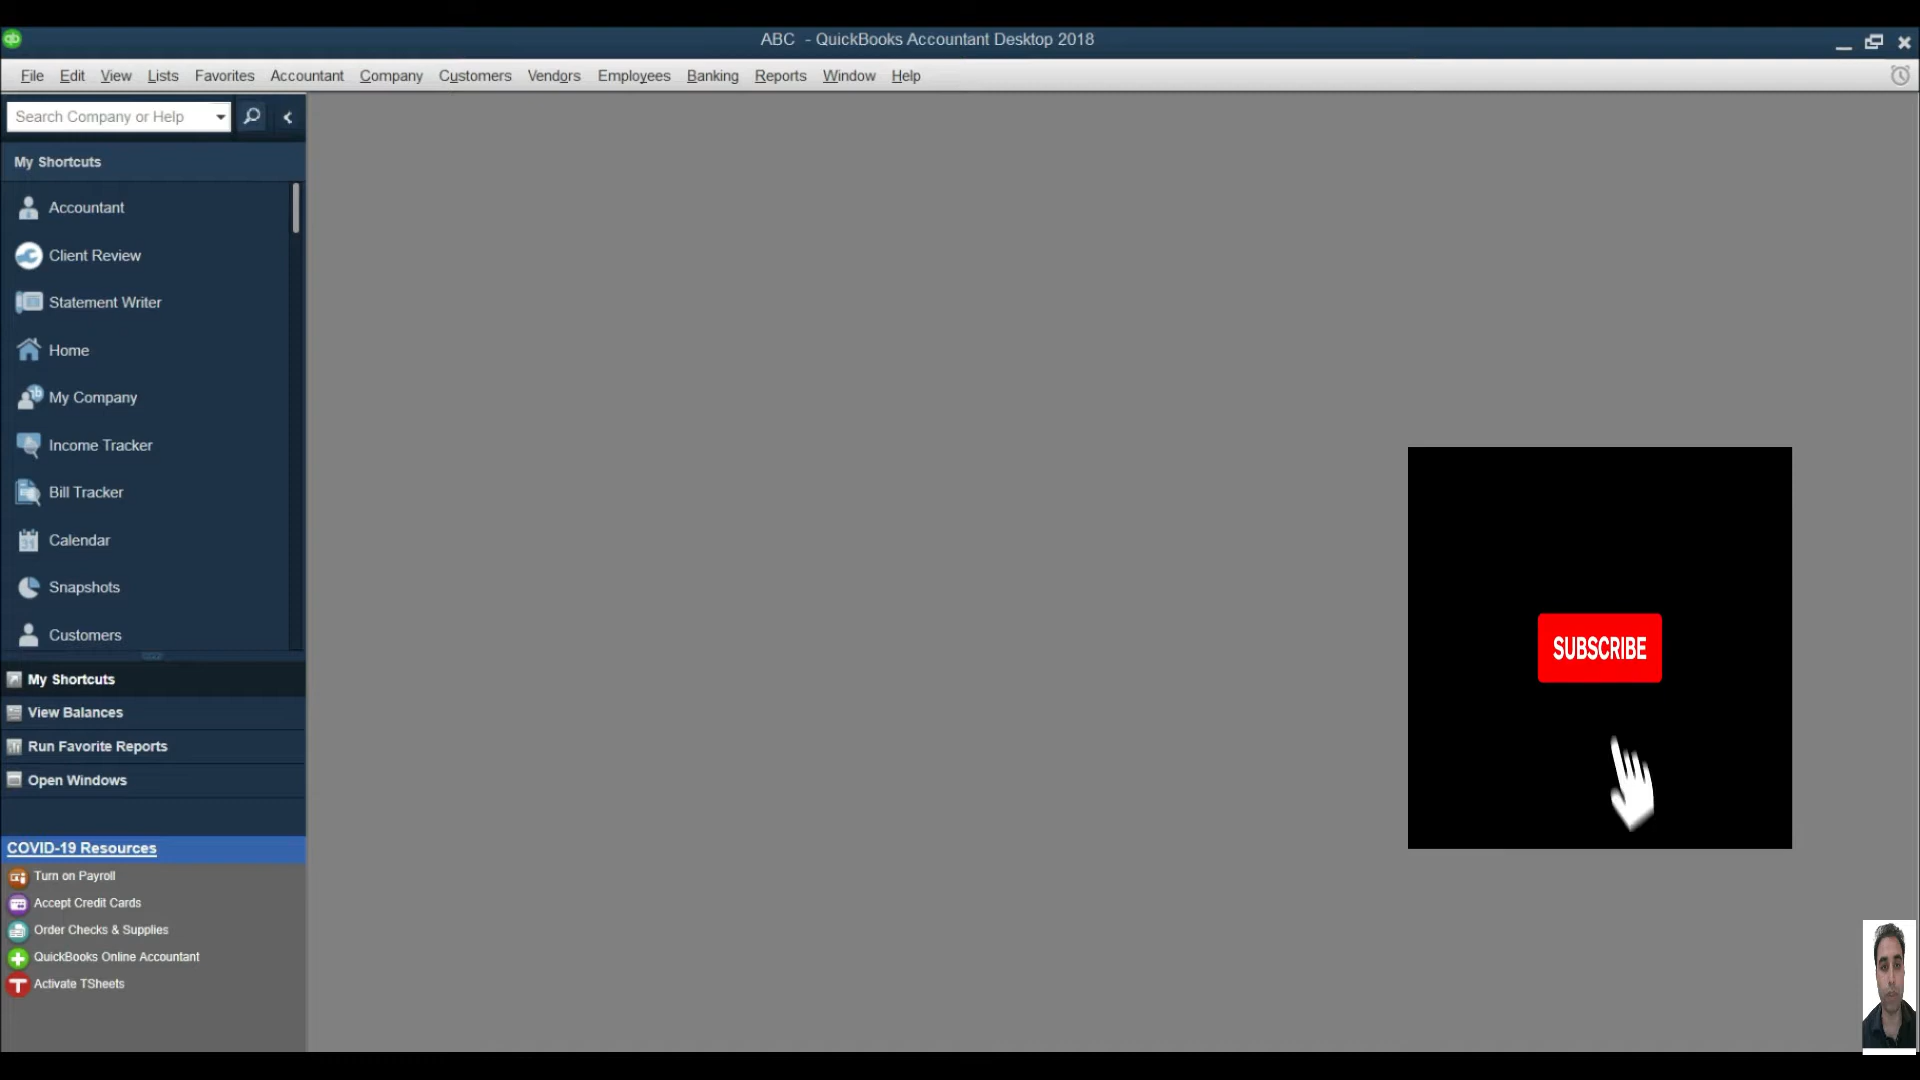 ABC - QuickBooks Accountant Desktop 2018
File Edit View Lists Favorites Accountant Company Customers Vendors Employees Banking Reports Window Help
Search Company or Help
My Shortcuts
Accountant
Client Review
Statement Writer
Home
My Company
Income Tracker
Bill Tracker
31
Calendar
Snapshots
Customers
My Shortcuts
View Balances
Run Favorite Reports
Open Windows
COVID-19 Resources
Turn on Payroll
Accept Credit Cards
Order Checks & Supplies
QuickBooks Online Accountant
Activate TSheets
SUBSCRIBE